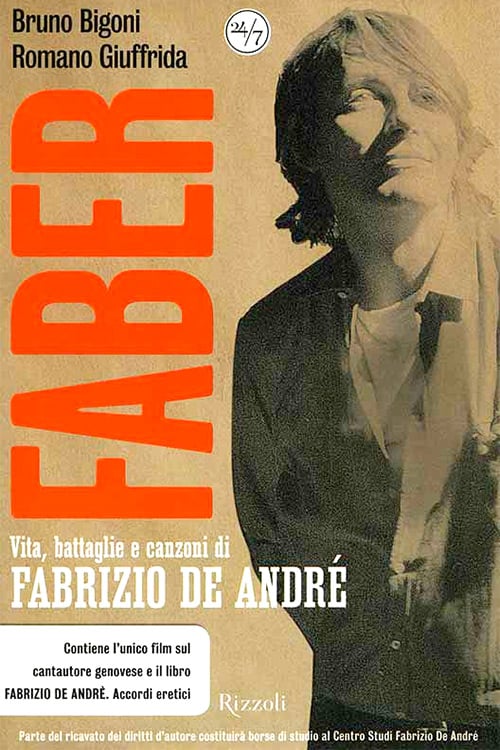 Bruno Bigoni
Romano Giuffrida
24/7
FABER
Vita, battaglie e canzoni di
FABRIZIO DE ANDRÉ
Contiene l'unico film sul
cantautore genovese e il libro
FABRIZIO DE ANDRÈ. Accordi eretici
Rizzoli
Parte del ricavato dei diritti d'autore costituirà borse di studio al Centro Studi Fabrizio De André